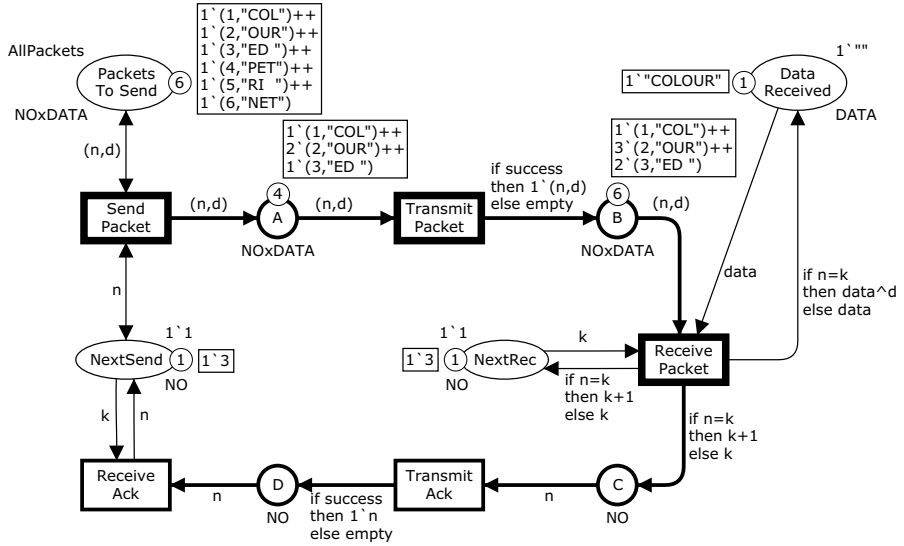 AllPackets
Packets
To Send
6
NOxDATA
1`(1,"COL")++
1`(2,"OUR")++
1`(3,"ED ")++
1`(4,"PET")++
1`(5,"RI  ")++
1`(6,"NET")
1`""
1`"COLOUR"
1
Data
Received
DATA
(n,d)
1`(1,"COL")++
2`(2,"OUR")++
1`(3,"ED ")
1`(1,"COL")++
3`(2,"OUR")++
2`(3,"ED ")
Send
Packet
(n,d)
4
A
NOxDATA
(n,d)
Transmit
Packet
if success
then 1`(n,d)
else empty
6
B
NOxDATA
(n,d)
n
data
if n=k
then data^d
else data
1`1
NextSend
1
1`3
NO
1`1
1`3
1
NextRec
NO
k
if n=k
then k+1
else k
Receive
Packet
k
n
if n=k
then k+1
else k
Receive
Ack
n
D
NO
if success
then 1`n
else empty
Transmit
Ack
n
C
NO